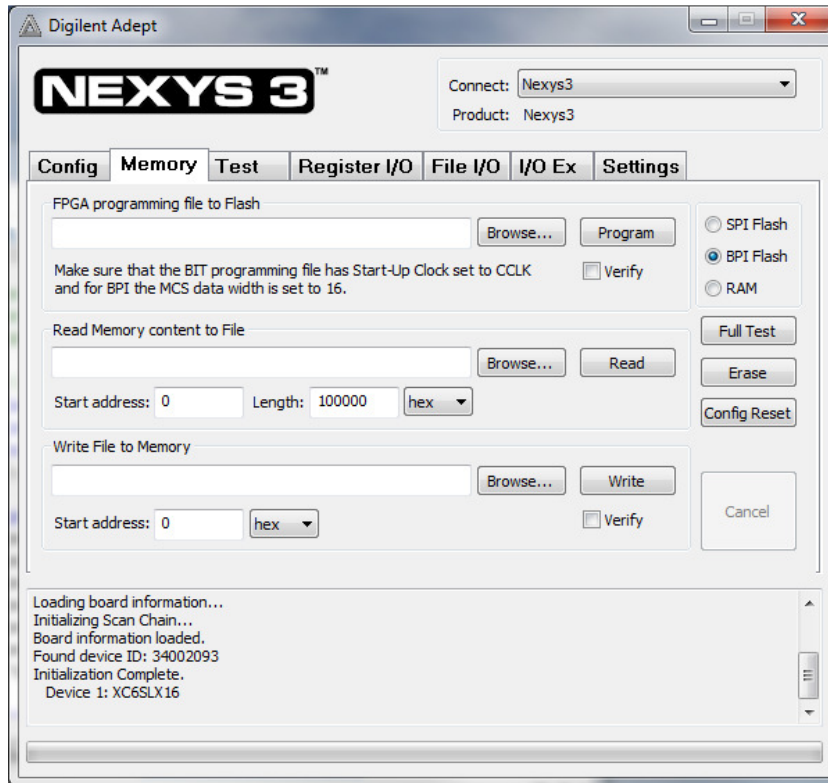 Digilent Adept
NEXYS 3™
Connect: Nexys3
Product: Nexys3
Config Memory Test Register I/O File I/O I/O Ex Settings
FPGA programming file to Flash
Browse... Program
Make sure that the BIT programming file has Start-Up Clock set to CCLK
and for BPI the MCS data width is set to 16.
Verify
SPI Flash
BPI Flash
RAM
Read Memory content to File
Browse... Read
Start address: 0 Length: 100000 hex
Full Test
Erase
Config Reset
Write File to Memory
Browse... Write
Start address: 0 hex
Verify
Cancel
Loading board information...
Initializing Scan Chain...
Board information loaded.
Found device ID: 34002093
Initialization Complete.
Device 1: XC6SLX16